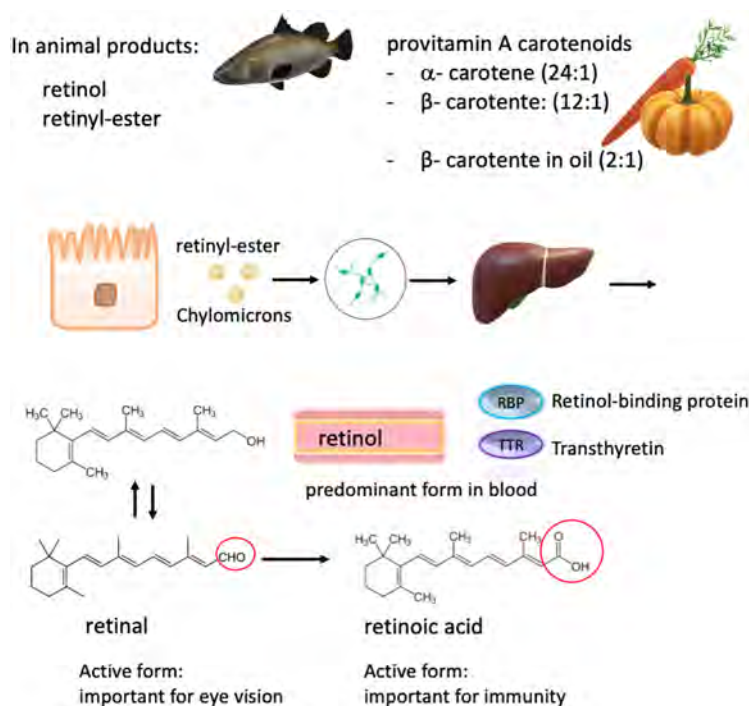 In animal products:
retinol
retinyl-ester
provitamin A carotenoids
- α- carotene (24:1)
- β- carotente: (12:1)
- β- carotente in oil (2:1)
retinyl-ester
Chylomicrons
H₃C
CH₃
CH₃
CH₃
OH
CH₃
retinol
predominant form in blood
RBP Retinol-binding protein
TTR Transthyretin
CHO
retinal
Active form:
important for eye vision
H₃C
CH₃
CH₃
CH₃
O
OH
CH₃
retinoic acid
Active form:
important for immunity